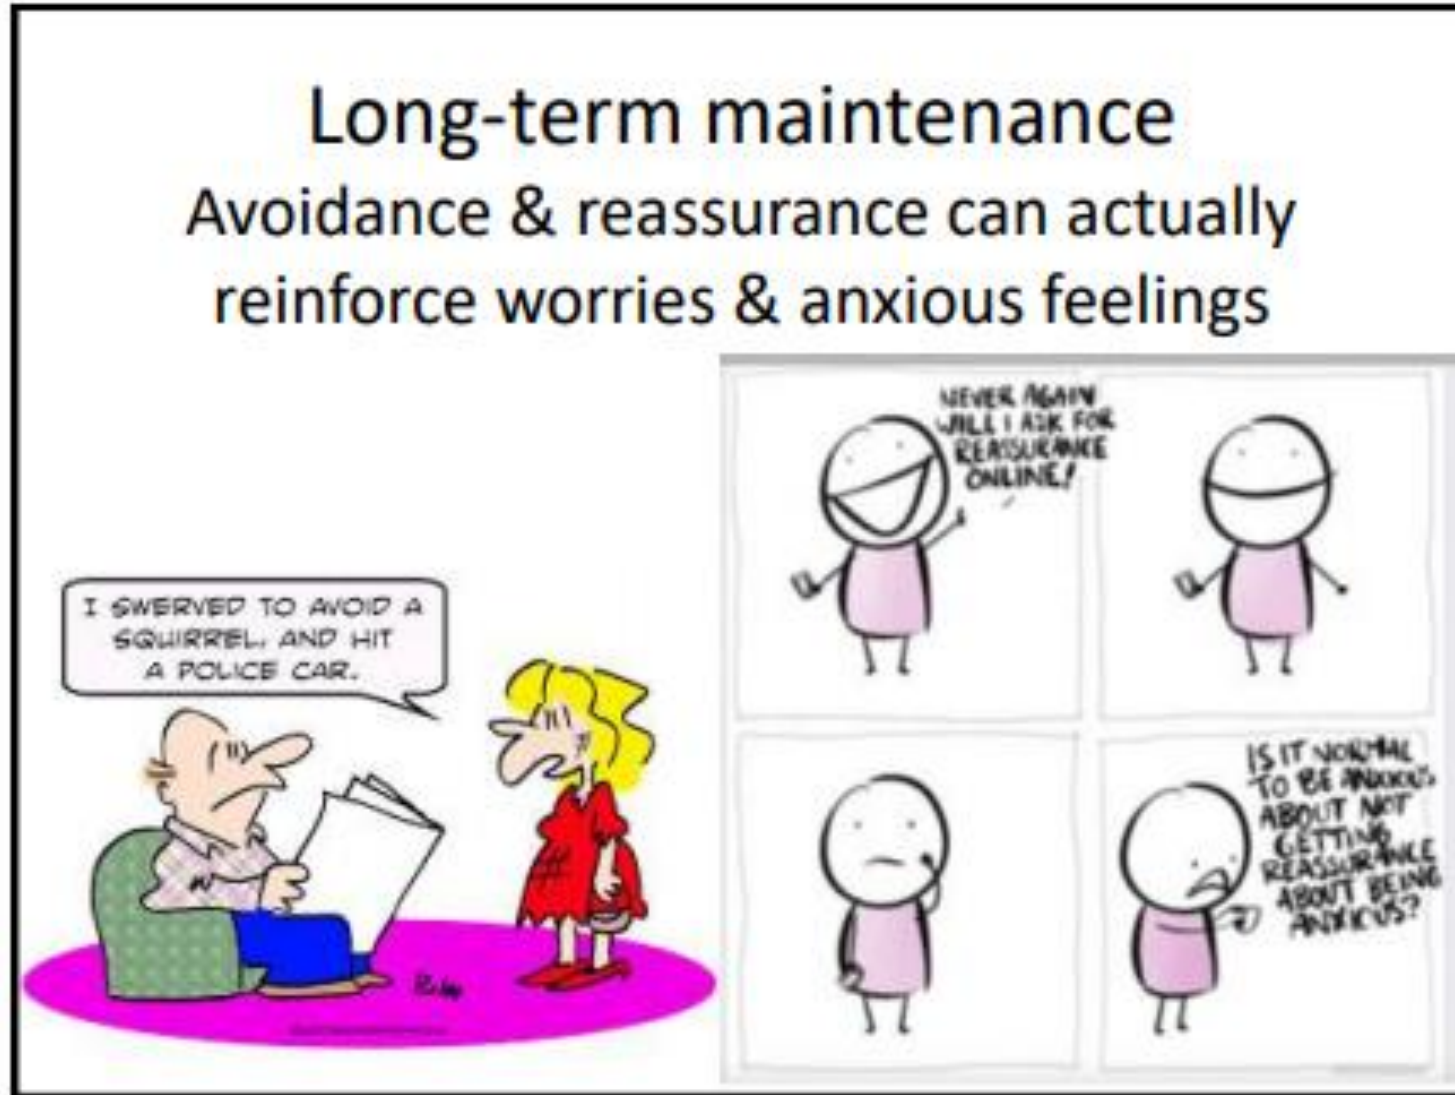 Long-term maintenance
Avoidance & reassurance can actually
reinforce worries & anxious feelings
NEVER AGAIN
WILL I ASK FOR
REASSURANCE
ONLINE!
I SWERVED TO AVOID A
SQUIRREL, AND HIT
A POLICE CAR.
IS IT NORMAL
TO BE ANXIOUS
ABOUT NOT
GETTING
REASSURANCE
ABOUT BEING
ANXIOUS?